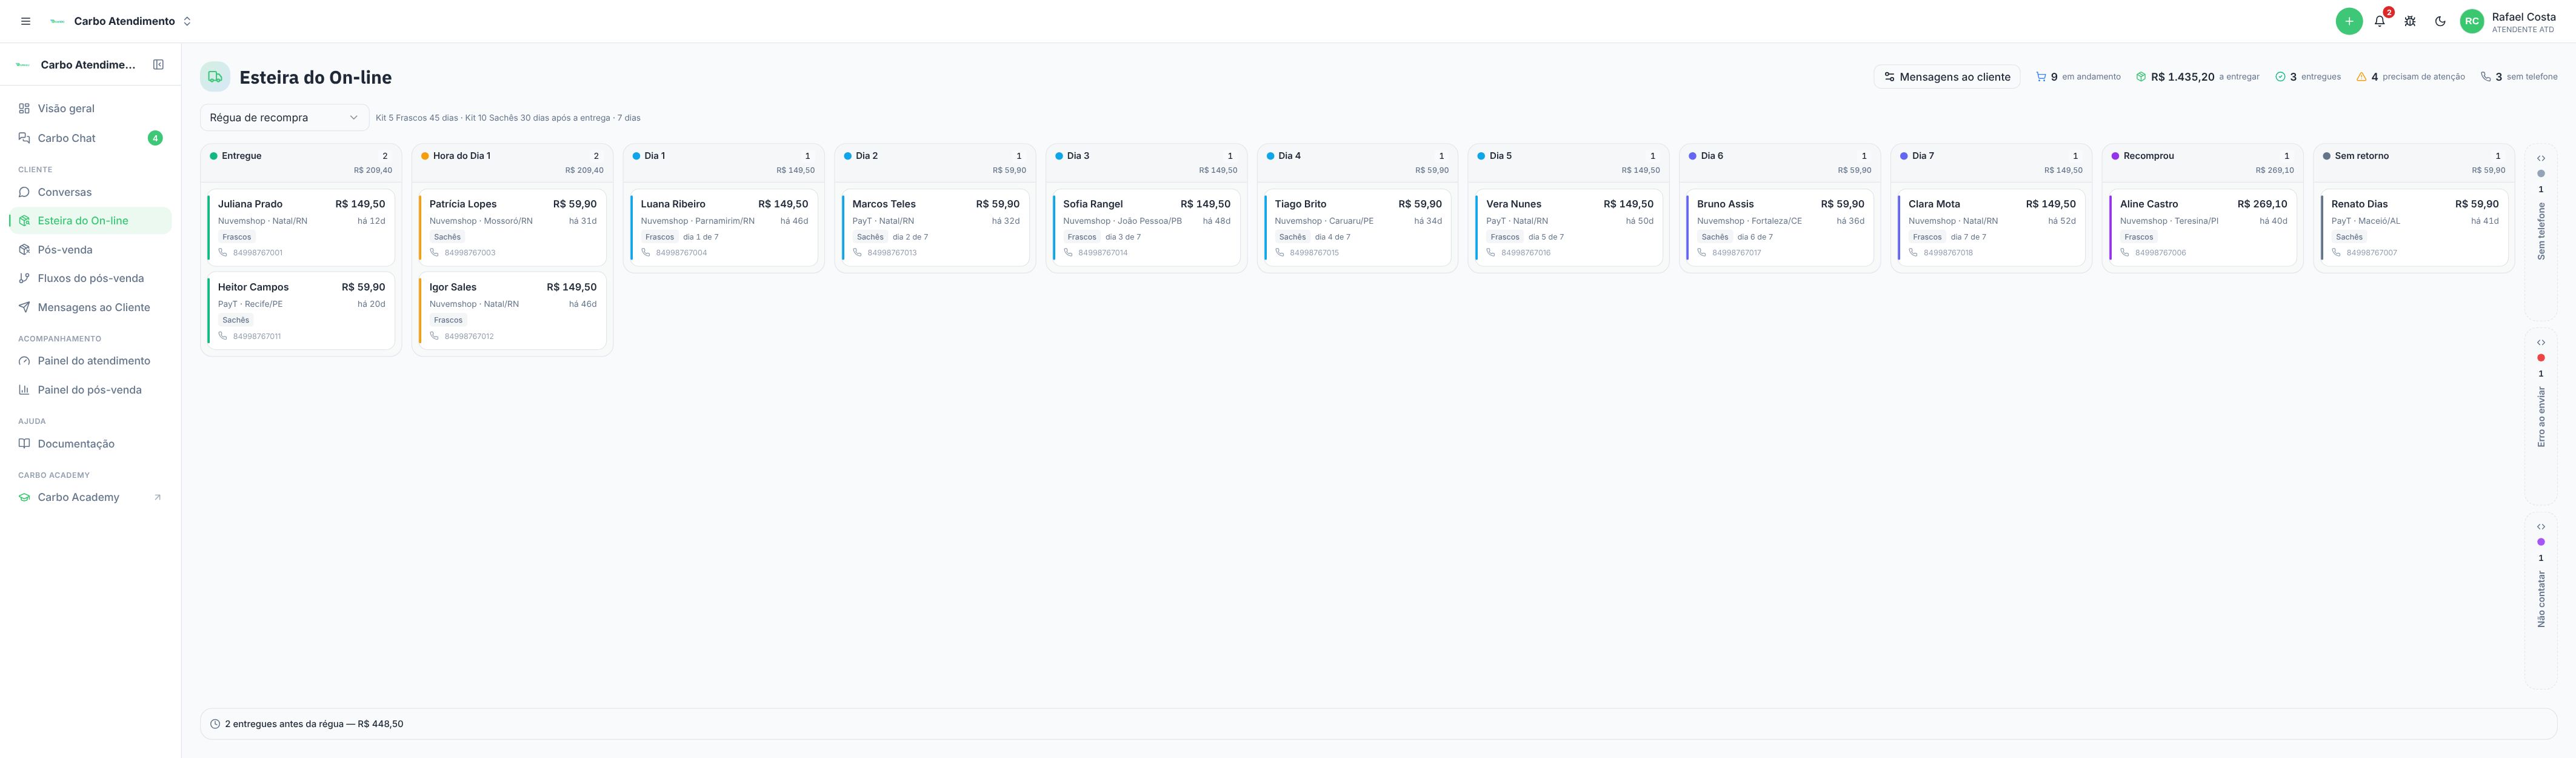 Carbo Atendimento
2
RC
Rafael Costa
ATENDENTE ATD
Carbo Atendime...
Visão geral
Carbo Chat
4
CLIENTE
Conversas
Esteira do On-line
Pós-venda
Fluxos do pós-venda
Mensagens ao Cliente
ACOMPANHAMENTO
Painel do atendimento
Painel do pós-venda
AJUDA
Documentação
CARBO ACADEMY
Carbo Academy
Esteira do On-line
Mensagens ao cliente
9 em andamento
R$ 1.435,20 a entregar
3 entregues
4 precisam de atenção
3 sem telefone
Régua de recompra
Kit 5 Frascos 45 dias · Kit 10 Sachês 30 dias após a entrega · 7 dias
Entregue 2
R$ 209,40
Juliana Prado R$ 149,50
Nuvemshop · Natal/RN há 12d
Frascos
84998767001
Heitor Campos R$ 59,90
PayT · Recife/PE há 20d
Sachês
84998767011
Hora do Dia 1 2
R$ 209,40
Patrícia Lopes R$ 59,90
Nuvemshop · Mossoró/RN há 31d
Sachês
84998767003
Igor Sales R$ 149,50
Nuvemshop · Natal/RN há 46d
Frascos
84998767012
Dia 1 1
R$ 149,50
Luana Ribeiro R$ 149,50
Nuvemshop · Parnamirim/RN há 46d
Frascos dia 1 de 7
84998767004
Dia 2 1
R$ 59,90
Marcos Teles R$ 59,90
PayT · Natal/RN há 32d
Sachês dia 2 de 7
84998767013
Dia 3 1
R$ 149,50
Sofia Rangel R$ 149,50
Nuvemshop · João Pessoa/PB há 48d
Frascos dia 3 de 7
84998767014
Dia 4 1
R$ 59,90
Tiago Brito R$ 59,90
Nuvemshop · Caruaru/PE há 34d
Sachês dia 4 de 7
84998767015
Dia 5 1
R$ 149,50
Vera Nunes R$ 149,50
PayT · Natal/RN há 50d
Frascos dia 5 de 7
84998767016
Dia 6 1
R$ 59,90
Bruno Assis R$ 59,90
Nuvemshop · Fortaleza/CE há 36d
Sachês dia 6 de 7
84998767017
Dia 7 1
R$ 149,50
Clara Mota R$ 149,50
Nuvemshop · Natal/RN há 52d
Frascos dia 7 de 7
84998767018
Recomprou 1
R$ 269,10
Aline Castro R$ 269,10
Nuvemshop · Teresina/PI há 40d
Frascos
84998767006
Sem retorno 1
R$ 59,90
Renato Dias R$ 59,90
PayT · Maceió/AL há 41d
Sachês
84998767007
1
Sem telefone
1
Erro ao enviar
1
Não contatar
2 entregues antes da régua — R$ 448,50